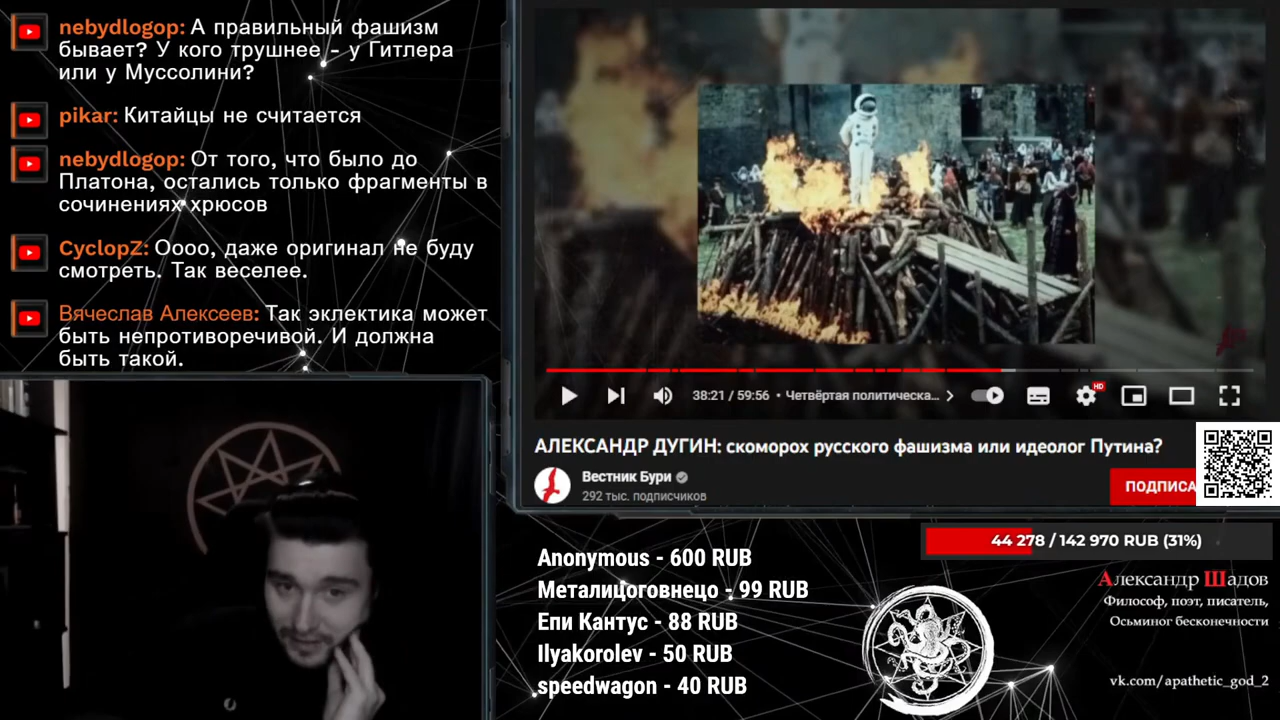 nebydlogop: А правильный фашизм
бывает? У кого трушнее - у Гитлера
или у Муссолини?
pikar: Китайцы не считается
nebydlogop: От того, что было до
Платона, остались только фрагменты в
сочинениях хрюсов
CyclopZ: Оооо, даже оригинал не буду
смотреть. Так веселее.
Вячеслав Алексеев: Так эклектика может
быть непротиворечивой. И должна
быть такой.
38:21 / 59:56 • Четвёртая политическа...
HD
АЛЕКСАНДР ДУГИН: скоморох русского фашизма или идеолог Путина?
Вестник Бури
292 тыс. подписчиков
ПОДПИСА
44 278 / 142 970 RUB (31%)
Anonymous - 600 RUB
Металицоговнецо - 99 RUB
Епи Кантус - 88 RUB
Ilyakorolev - 50 RUB
speedwagon - 40 RUB
Александр Шадов
Философ, поэт, писатель,
Осьминог бесконечности
vk.com/apathetic_god_2